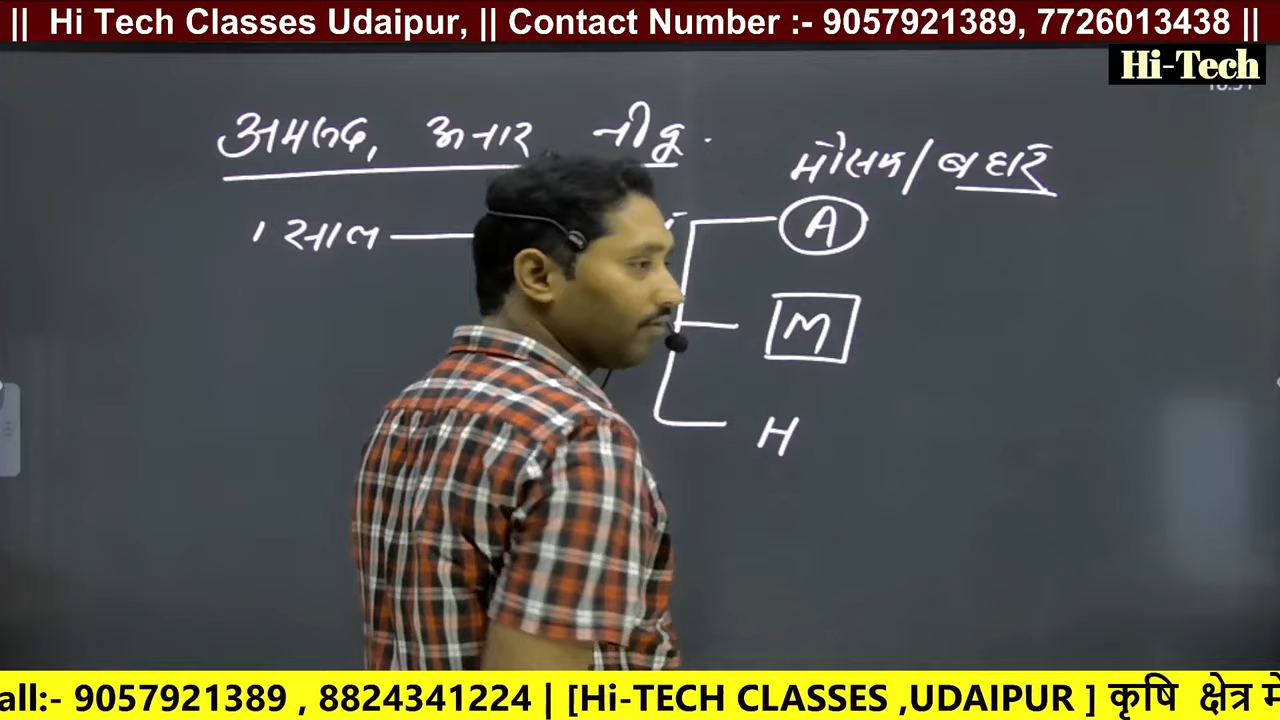 || Hi Tech Classes Udaipur, || Contact Number :- 9057921389, 7726013438 ||
Hi-Tech
अमरुद, अनार नीबू.
मौसम/बहार
1 साल
A
M
H
all:- 9057921389 , 8824341224 | [Hi-TECH CLASSES ,UDAIPUR ] कृषि क्षेत्र में